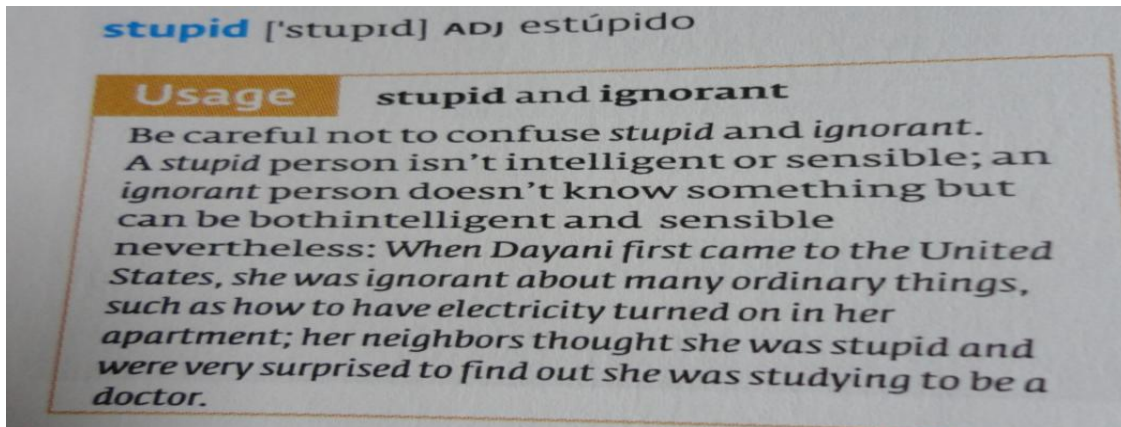 stupid ['stupɪd] ADJ estúpido
Usage stupid and ignorant
Be careful not to confuse stupid and ignorant.
A stupid person isn't intelligent or sensible; an
ignorant person doesn't know something but
can be bothintelligent and sensible
nevertheless: When Dayani first came to the United
States, she was ignorant about many ordinary things,
such as how to have electricity turned on in her
apartment; her neighbors thought she was stupid and
were very surprised to find out she was studying to be a
doctor.